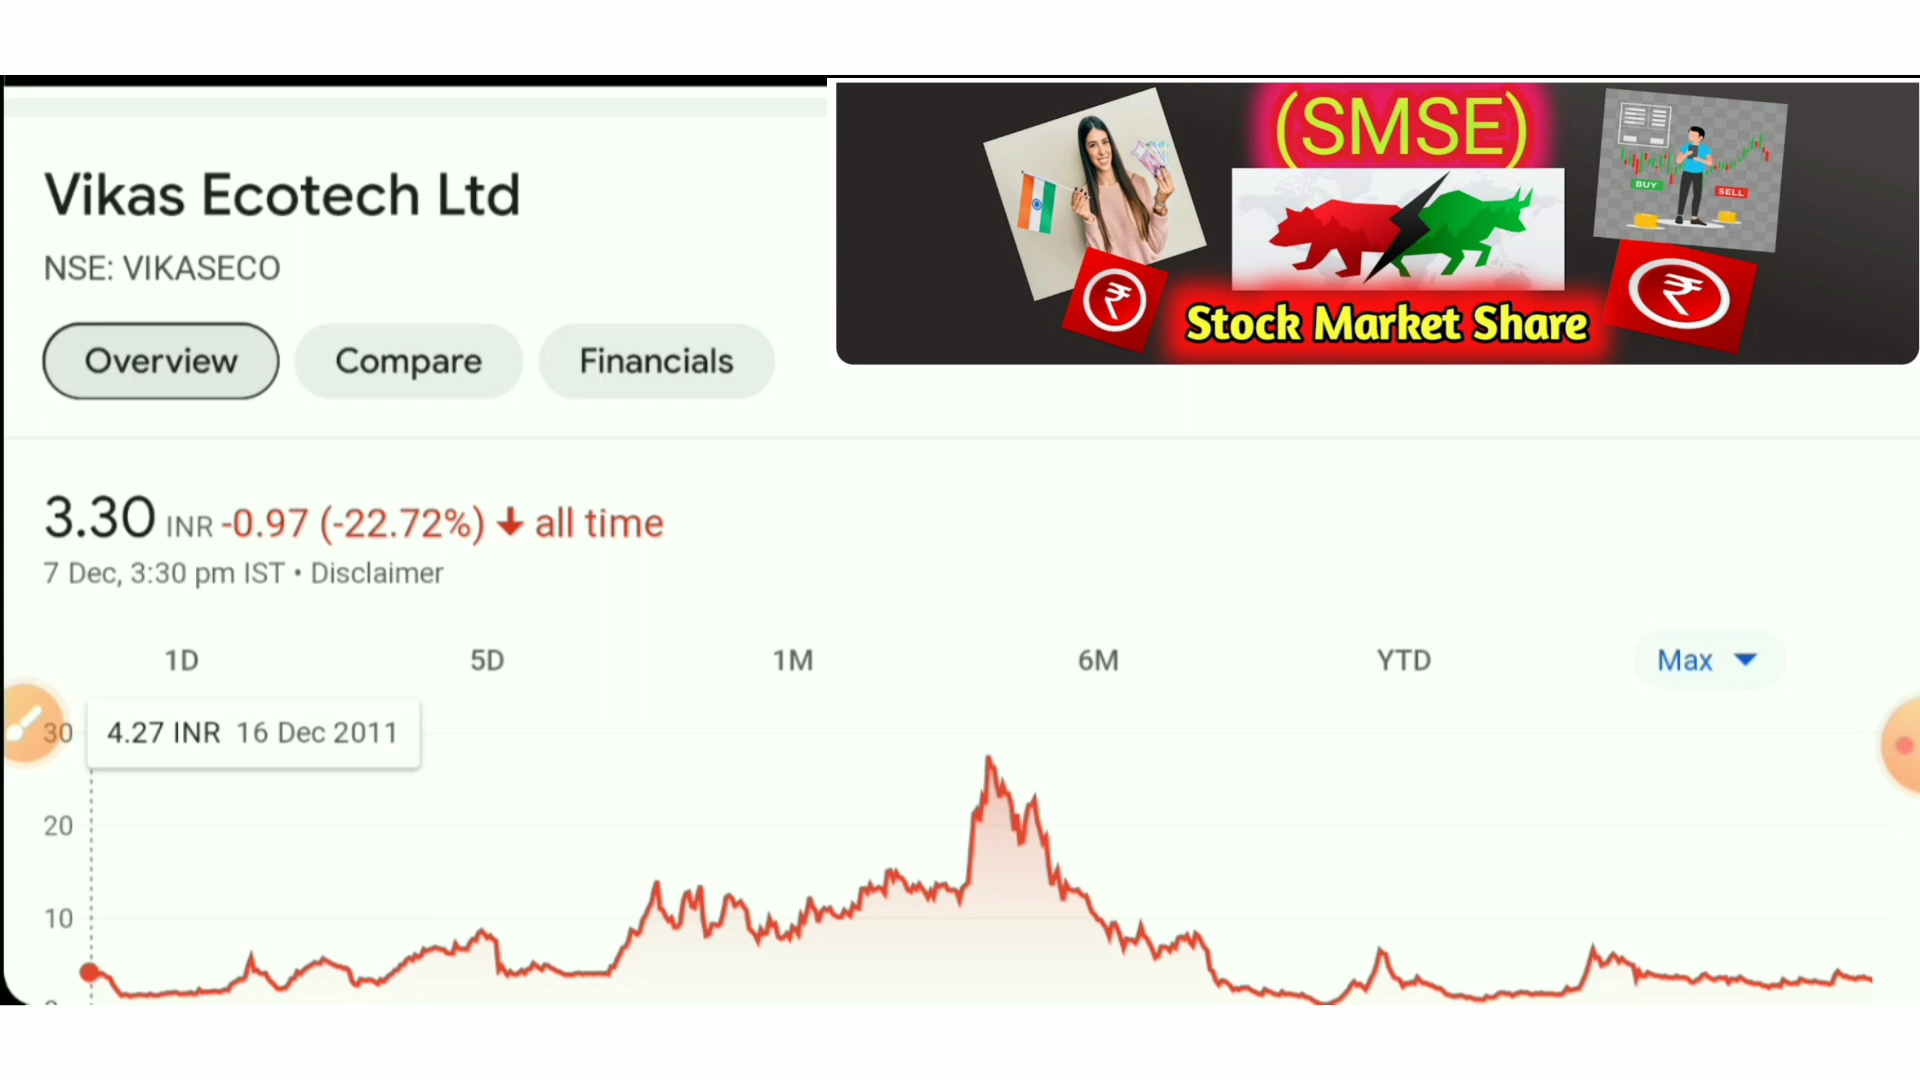 Vikas Ecotech Ltd
NSE: VIKASECO
Overview
Compare
Financials
(SMSE)
BUY
SELL
Stock Market Share
3.30 INR -0.97 (-22.72%) ↓ all time
7 Dec, 3:30 pm IST • Disclaimer
1D 5D 1M 6M YTD Max
4.27 INR 16 Dec 2011
30
20
10